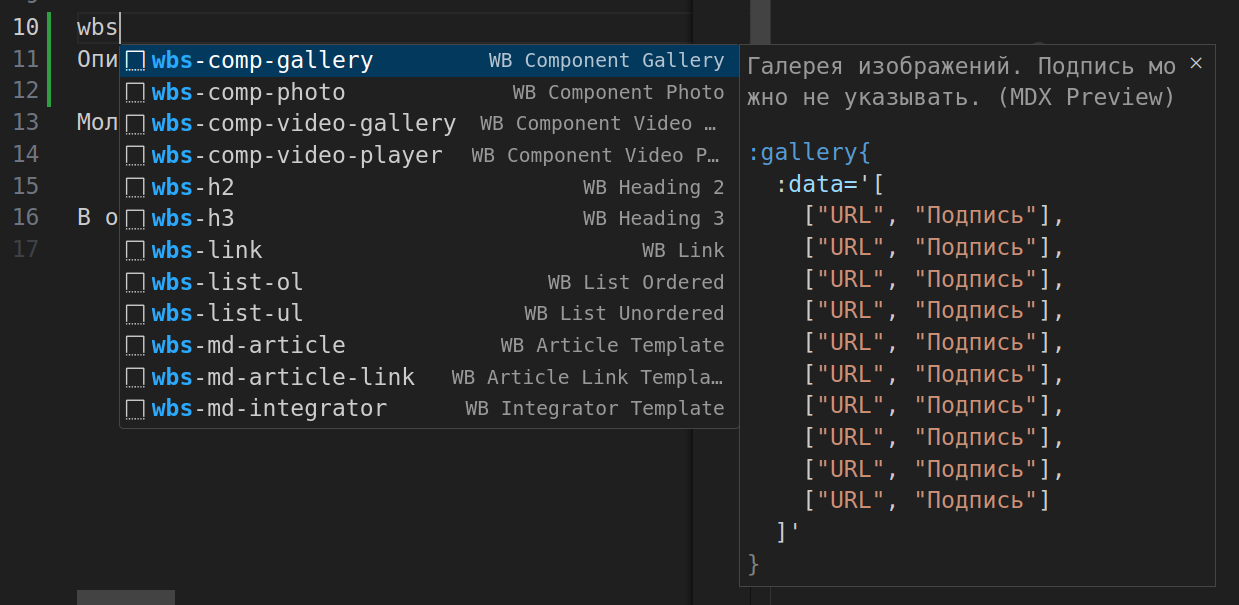 10 wbs
11 Опи
12
13 Мол
14
15
16 В о
17
wbs-comp-gallery WB Component Gallery
wbs-comp-photo WB Component Photo
wbs-comp-video-gallery WB Component Video …
wbs-comp-video-player WB Component Video P…
wbs-h2 WB Heading 2
wbs-h3 WB Heading 3
wbs-link WB Link
wbs-list-ol WB List Ordered
wbs-list-ul WB List Unordered
wbs-md-article WB Article Template
wbs-md-article-link WB Article Link Templa…
wbs-md-integrator WB Integrator Template
Галерея изображений. Подпись мо
жно не указывать. (MDX Preview)
:gallery{
:data='[
["URL", "Подпись"],
["URL", "Подпись"],
["URL", "Подпись"],
["URL", "Подпись"],
["URL", "Подпись"],
["URL", "Подпись"],
["URL", "Подпись"],
["URL", "Подпись"],
["URL", "Подпись"],
["URL", "Подпись"]
]'
}